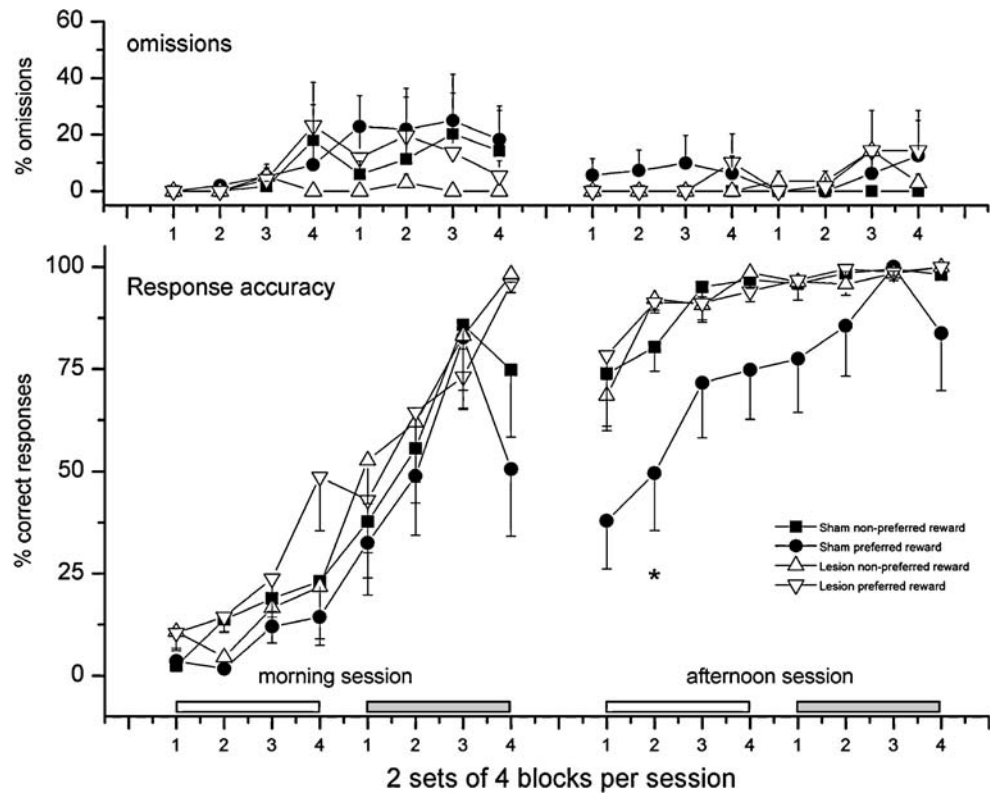 60
40
20
0
% omissions
omissions
1 2 3 4 1 2 3 4 1 2 3 4 1 2 3 4
100
75
50
25
0
% correct responses
Response accuracy
Sham non-preferred reward
Sham preferred reward
Lesion non-preferred reward
Lesion preferred reward
*
morning session
afternoon session
1 2 3 4 1 2 3 4 1 2 3 4 1 2 3 4
2 sets of 4 blocks per session